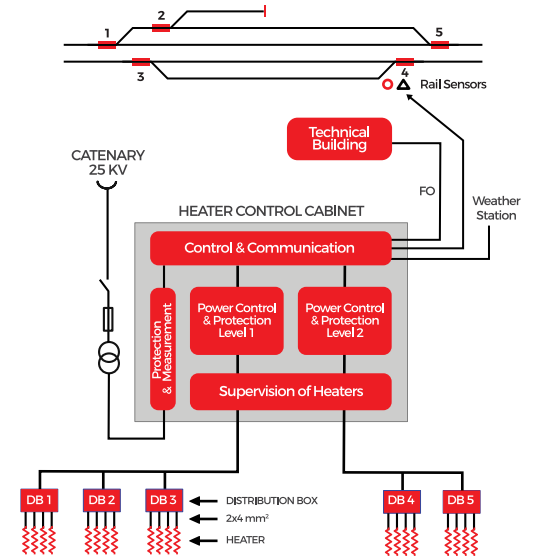 1
2
5
3
4
Rail Sensors
Technical
Building
CATENARY
25 KV
FO
Weather
Station
HEATER CONTROL CABINET
Control & Communication
Protection
& Measurement
Power Control
& Protection
Level 1
Power Control
& Protection
Level 2
Supervision of Heaters
DB 1
DB 2
DB 3
DISTRIBUTION BOX
DB 4
DB 5
2x4 mm²
HEATER